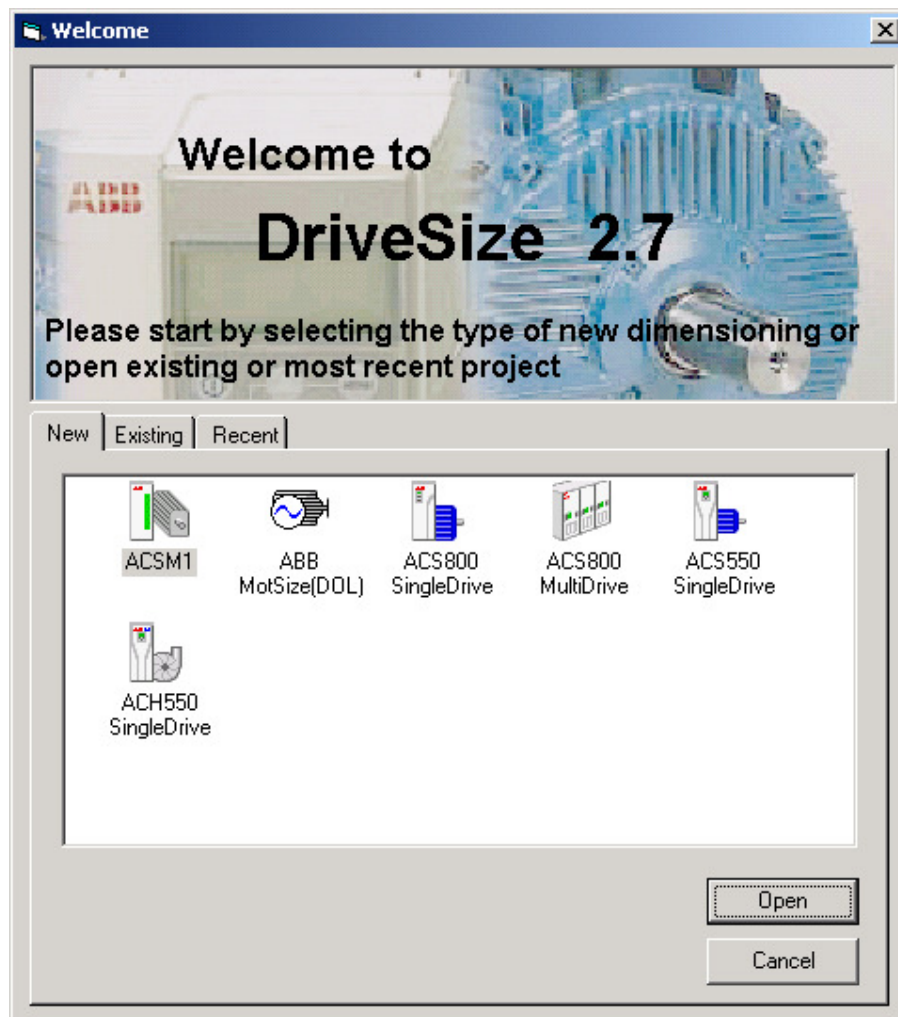 Welcome
Welcome to
DriveSize 2.7
Please start by selecting the type of new dimensioning or
open existing or most recent project
New Existing Recent
ACSM1
ABB
MotSize(DOL)
ACS800
SingleDrive
ACS800
MultiDrive
ACS550
SingleDrive
ACH550
SingleDrive
Open
Cancel